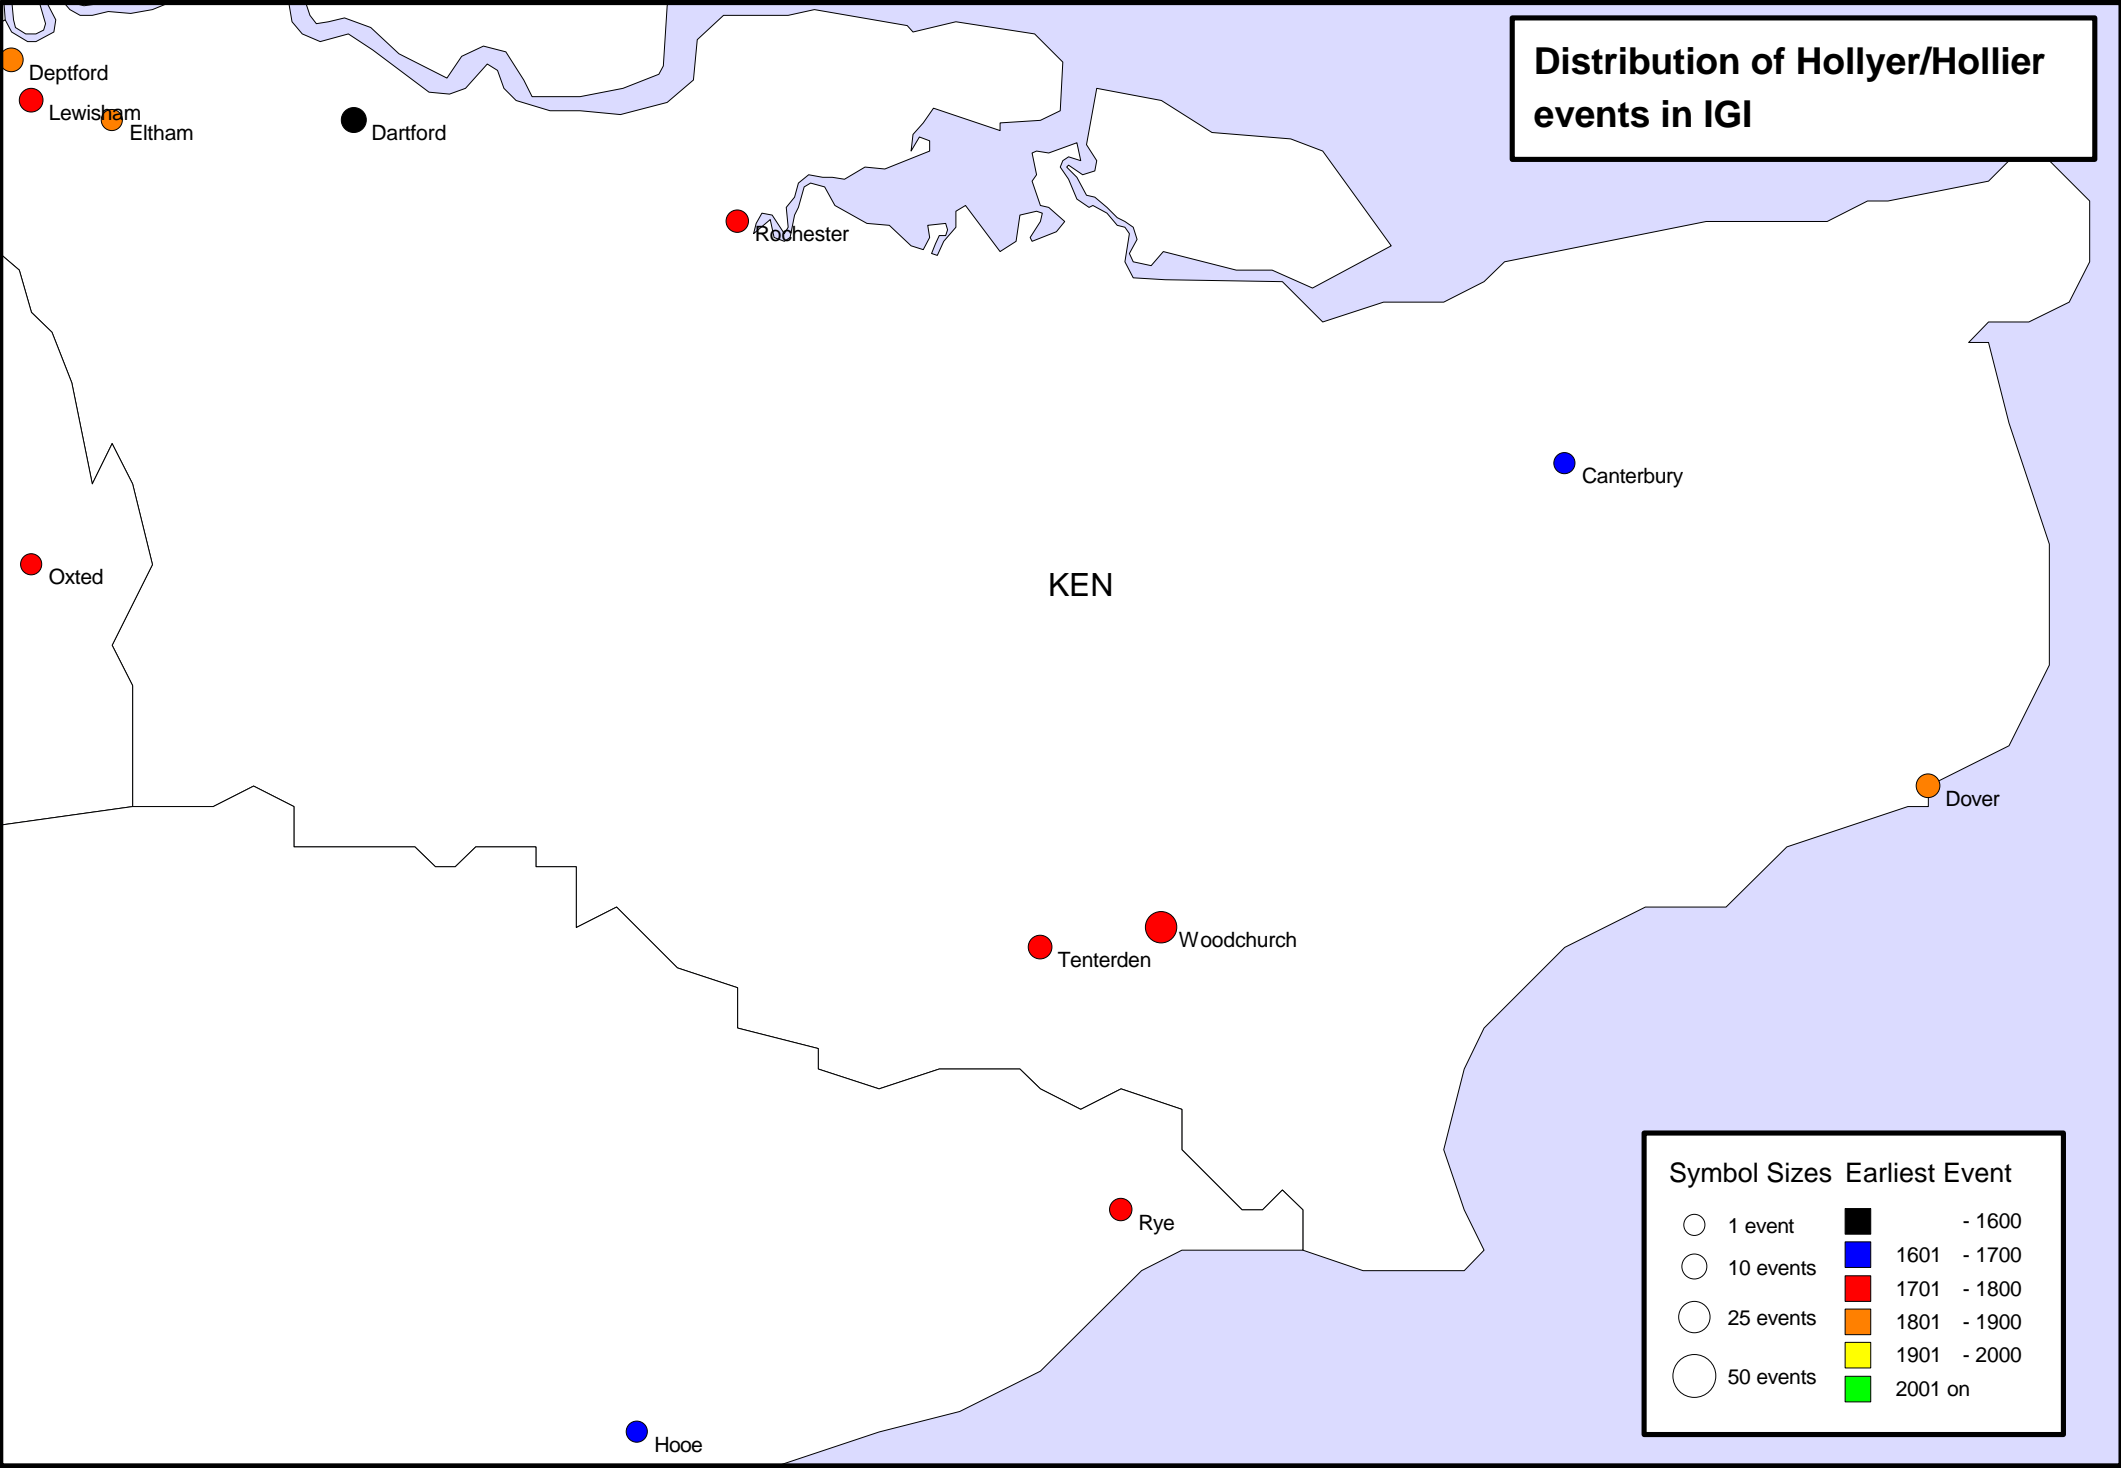 Distribution of Hollyer/Hollier
events in IGI
Deptford
Lewisham
Eltham
Dartford
Rochester
Canterbury
Oxted
KEN
Dover
Woodchurch
Tenterden
Rye
Hooe
Symbol Sizes Earliest Event
1 event - 1600
10 events 1601 - 1700
1701 - 1800
25 events 1801 - 1900
1901 - 2000
50 events 2001 on